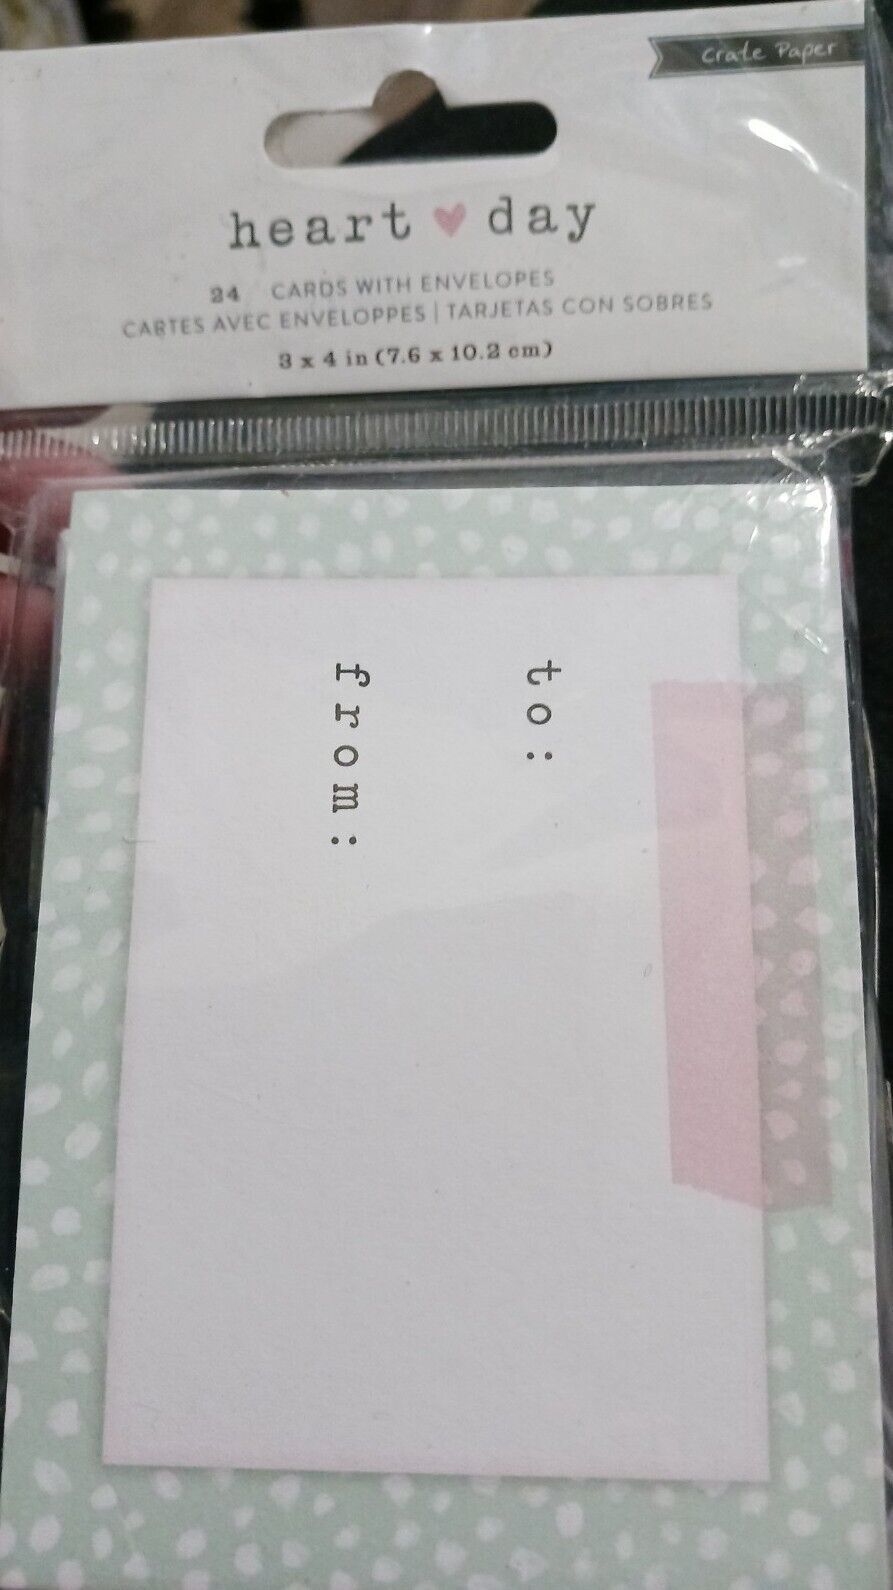 Crate Paper
heart day
24 CARDS WITH ENVELOPES
CARTES AVEC ENVELOPPES | TARJETAS CON SOBRES
3 x 4 in (7.6 x 10.2 cm)
to:
from: